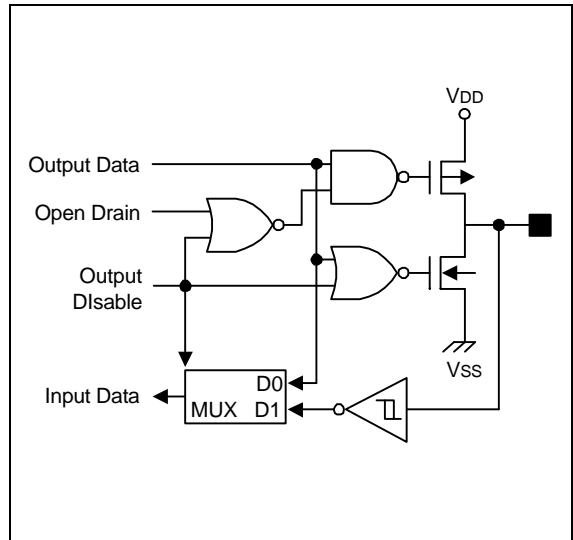 VDD
Output Data
Open Drain
Output
DIsable
VSS
Input Data
D0
MUX D1